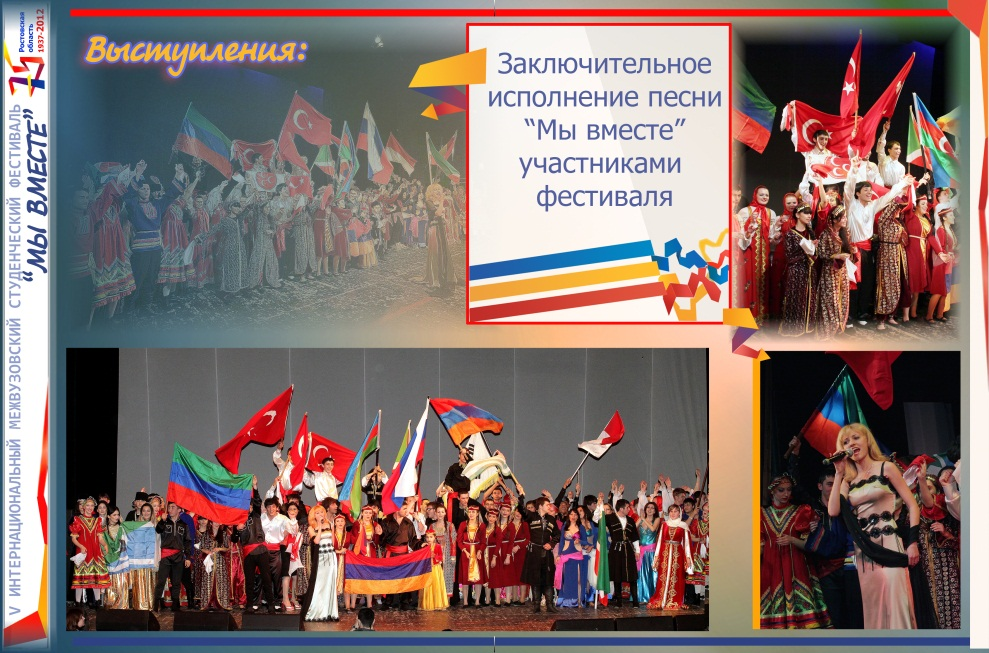 Выступления:
Заключительное
исполнение песни
“Мы вместе”
участниками
фестиваля
V ИНТЕРНАЦИОНАЛЬНЫЙ МЕЖВУЗОВСКИЙ СТУДЕНЧЕСКИЙ ФЕСТИВАЛЬ
“МЫ ВМЕСТЕ”
75
Ростовская
область
1937-2012